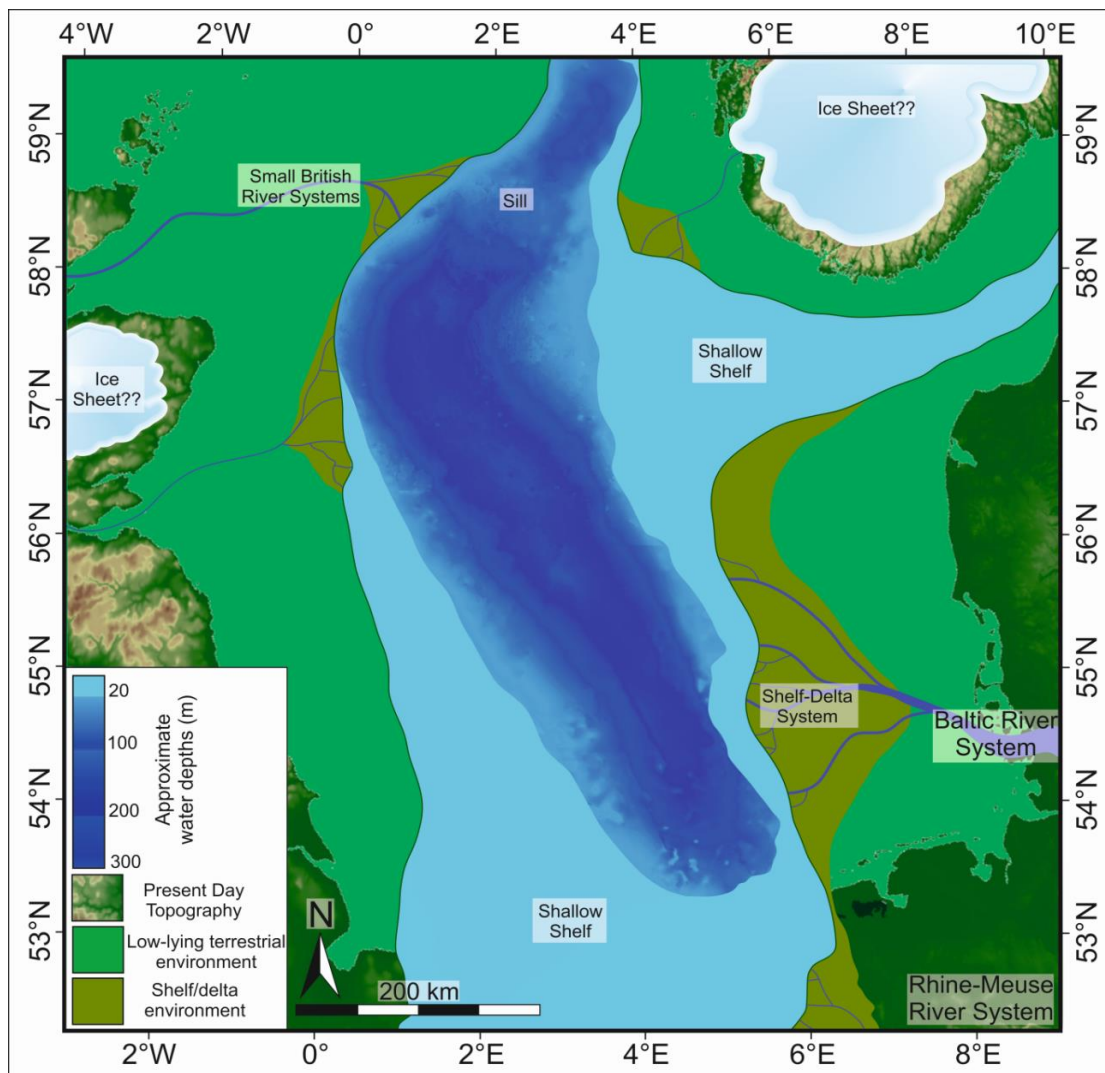 4°W 2°W 0° 2°E 4°E 6°E 8°E 10°E
59°N
58°N
57°N
56°N
55°N
54°N
53°N
59°N
58°N
57°N
56°N
55°N
54°N
53°N
Ice Sheet??
Small British
River Systems
Sill
Shallow
Shelf
Ice
Sheet??
Shelf-Delta
System
Baltic River
System
Shallow
Shelf
Rhine-Meuse
River System
20
100
200
300
Approximate
water depths (m)
Present Day
Topography
Low-lying terrestrial
environment
Shelf/delta
environment
N
200 km
2°W 0° 2°E 4°E 6°E 8°E